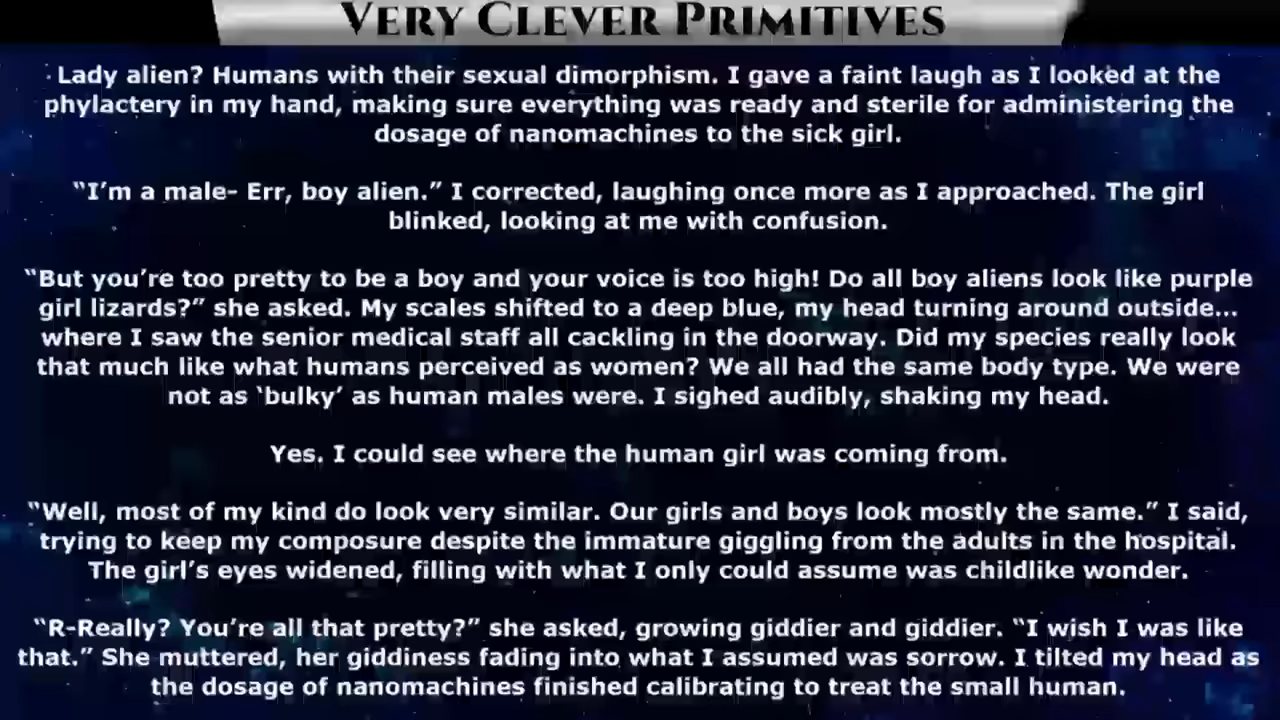 VERY CLEVER PRIMITIVES
Lady alien? Humans with their sexual dimorphism. I gave a faint laugh as I looked at the
phylactery in my hand, making sure everything was ready and sterile for administering the
dosage of nanomachines to the sick girl.
“I’m a male- Err, boy alien.” I corrected, laughing once more as I approached. The girl
blinked, looking at me with confusion.
“But you’re too pretty to be a boy and your voice is too high! Do all boy aliens look like purple
girl lizards?” she asked. My scales shifted to a deep blue, my head turning around outside...
where I saw the senior medical staff all cackling in the doorway. Did my species really look
that much like what humans perceived as women? We all had the same body type. We were
not as ‘bulky’ as human males were. I sighed audibly, shaking my head.
Yes. I could see where the human girl was coming from.
“Well, most of my kind do look very similar. Our girls and boys look mostly the same.” I said,
trying to keep my composure despite the immature giggling from the adults in the hospital.
The girl’s eyes widened, filling with what I only could assume was childlike wonder.
“R-Really? You’re all that pretty?” she asked, growing giddier and giddier. “I wish I was like
that.” She muttered, her giddiness fading into what I assumed was sorrow. I tilted my head as
the dosage of nanomachines finished calibrating to treat the small human.